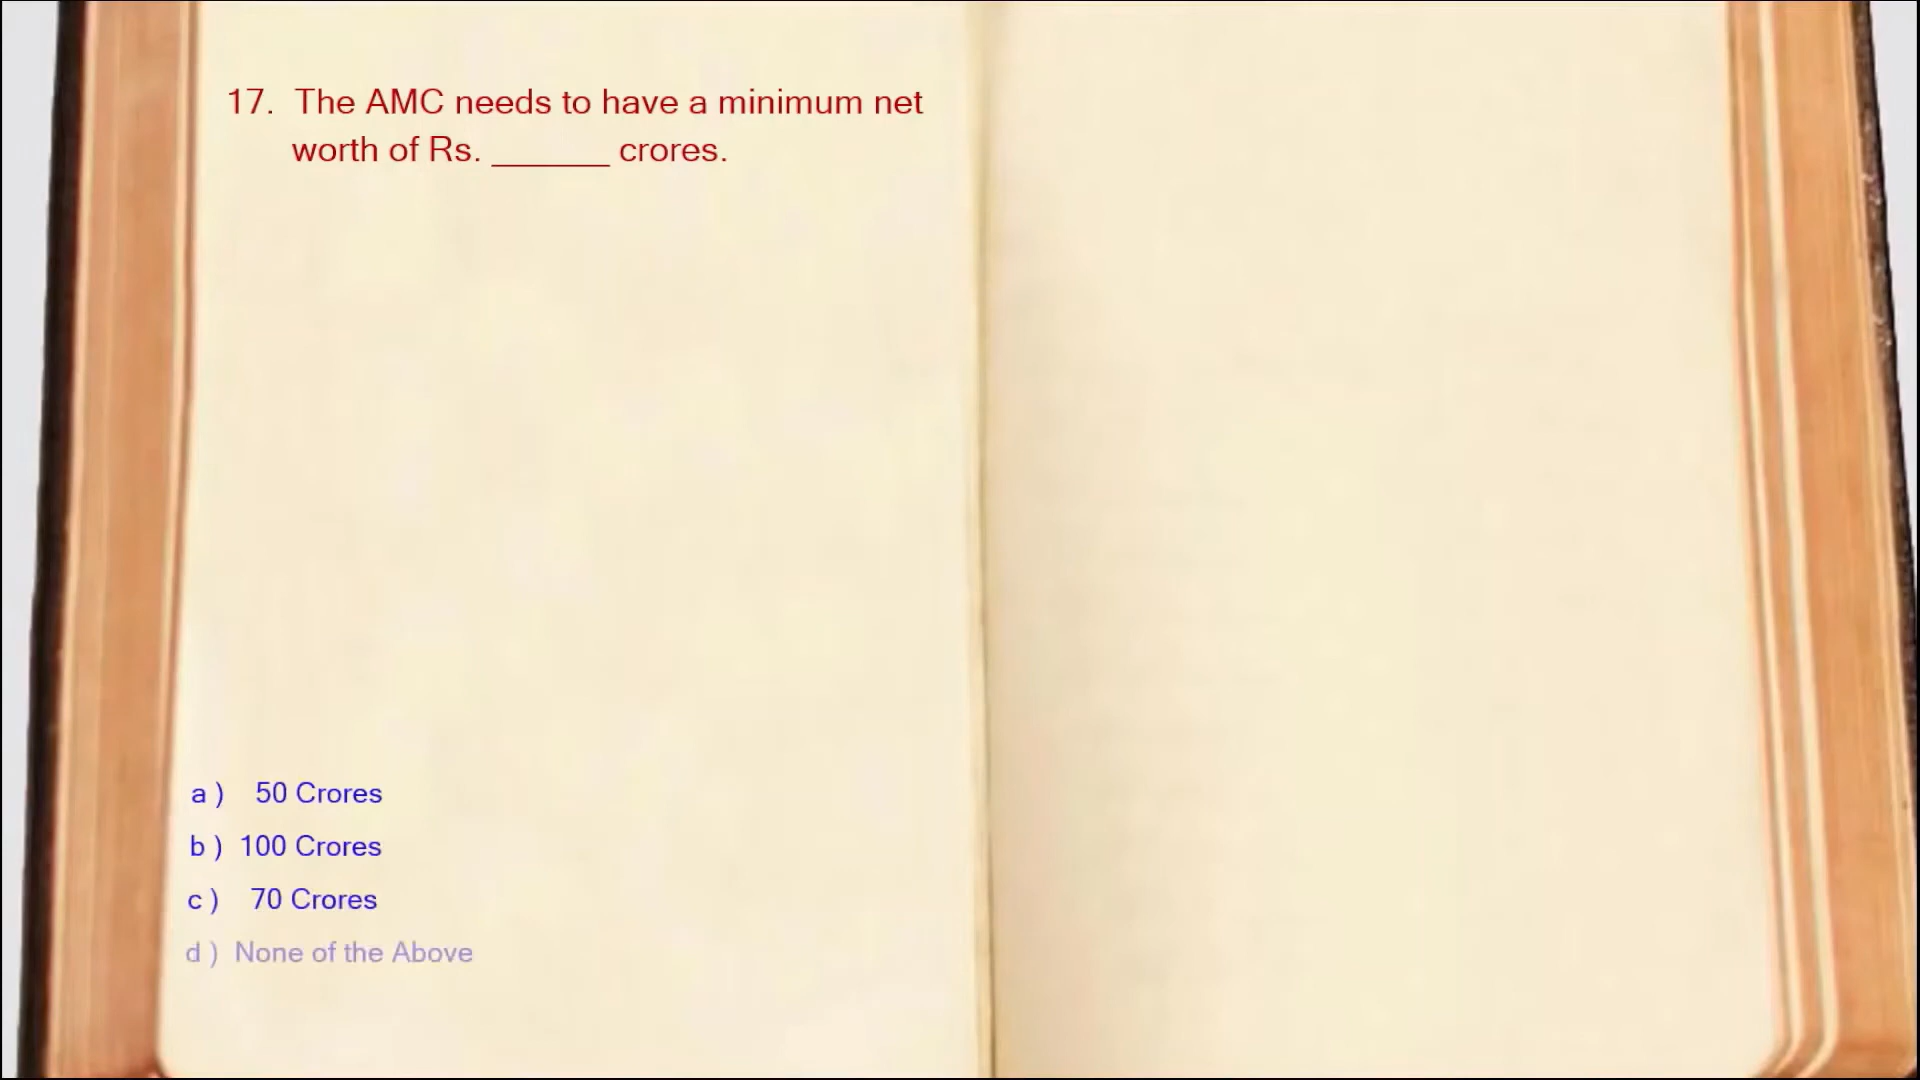 17. The AMC needs to have a minimum net
worth of Rs. ______ crores.
a ) 50 Crores
b ) 100 Crores
c ) 70 Crores
d ) None of the Above